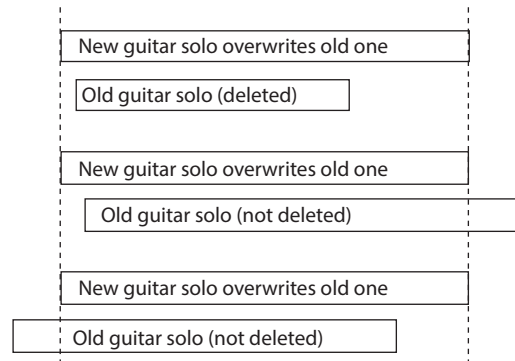 New guitar solo overwrites old one
Old guitar solo (deleted)
New guitar solo overwrites old one
Old guitar solo (not deleted)
New guitar solo overwrites old one
Old guitar solo (not deleted)